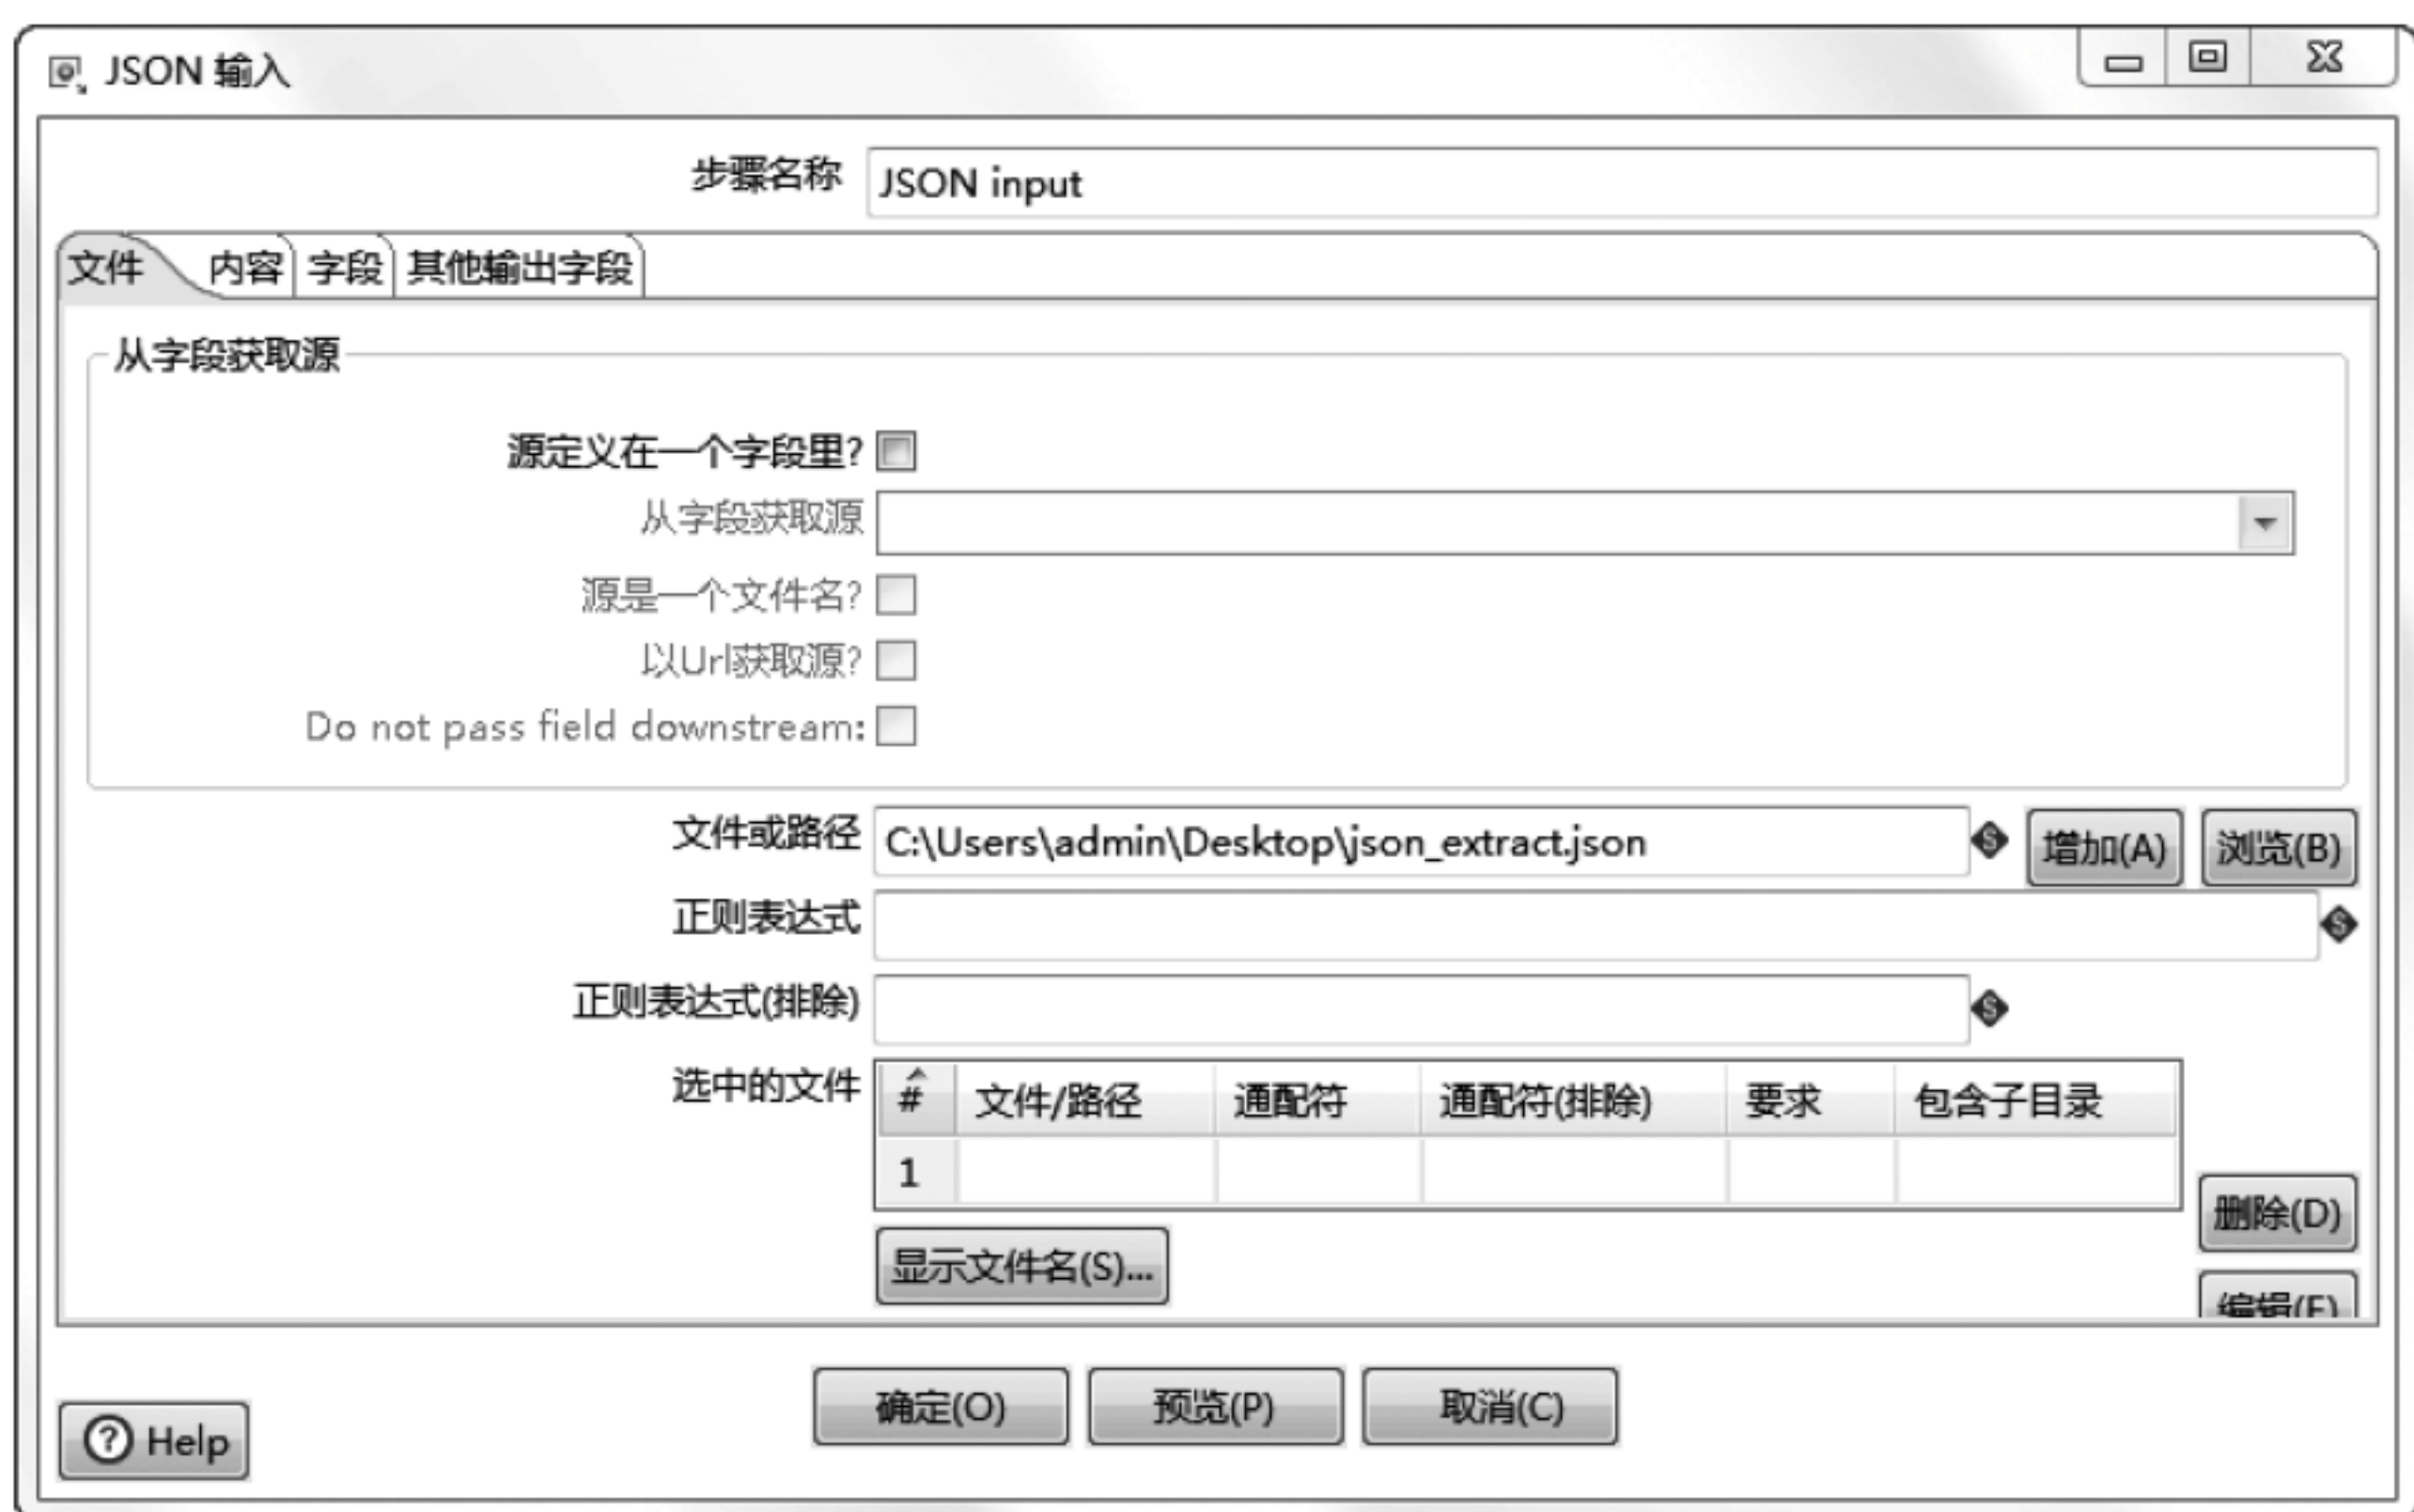 JSON 输入
步骤名称 JSON input
文件 内容 字段 其他输出字段
从字段获取源
源定义在一个字段里?
从字段获取源
源是一个文件名?
以Url获取源?
Do not pass field downstream:
文件或路径 C:\Users\admin\Desktop\json_extract.json 增加(A) 浏览(B)
正则表达式
正则表达式(排除)
选中的文件 # 文件/路径 通配符 通配符(排除) 要求 包含子目录
1
删除(D)
显示文件名(S)...
编辑(E)
确定(O) 预览(P) 取消(C)
Help